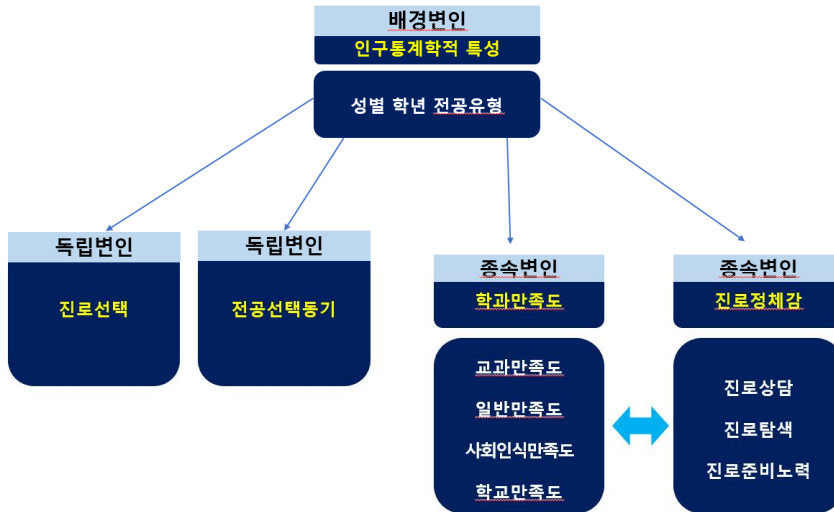 배경변인
인구통계학적 특성
성별 학년 전공유형
독립변인
진로선택
독립변인
전공선택동기
종속변인
학과만족도
교과만족도
일반만족도
사회인식만족도
학교만족도
종속변인
진로정체감
진로상담
진로탐색
진로준비노력